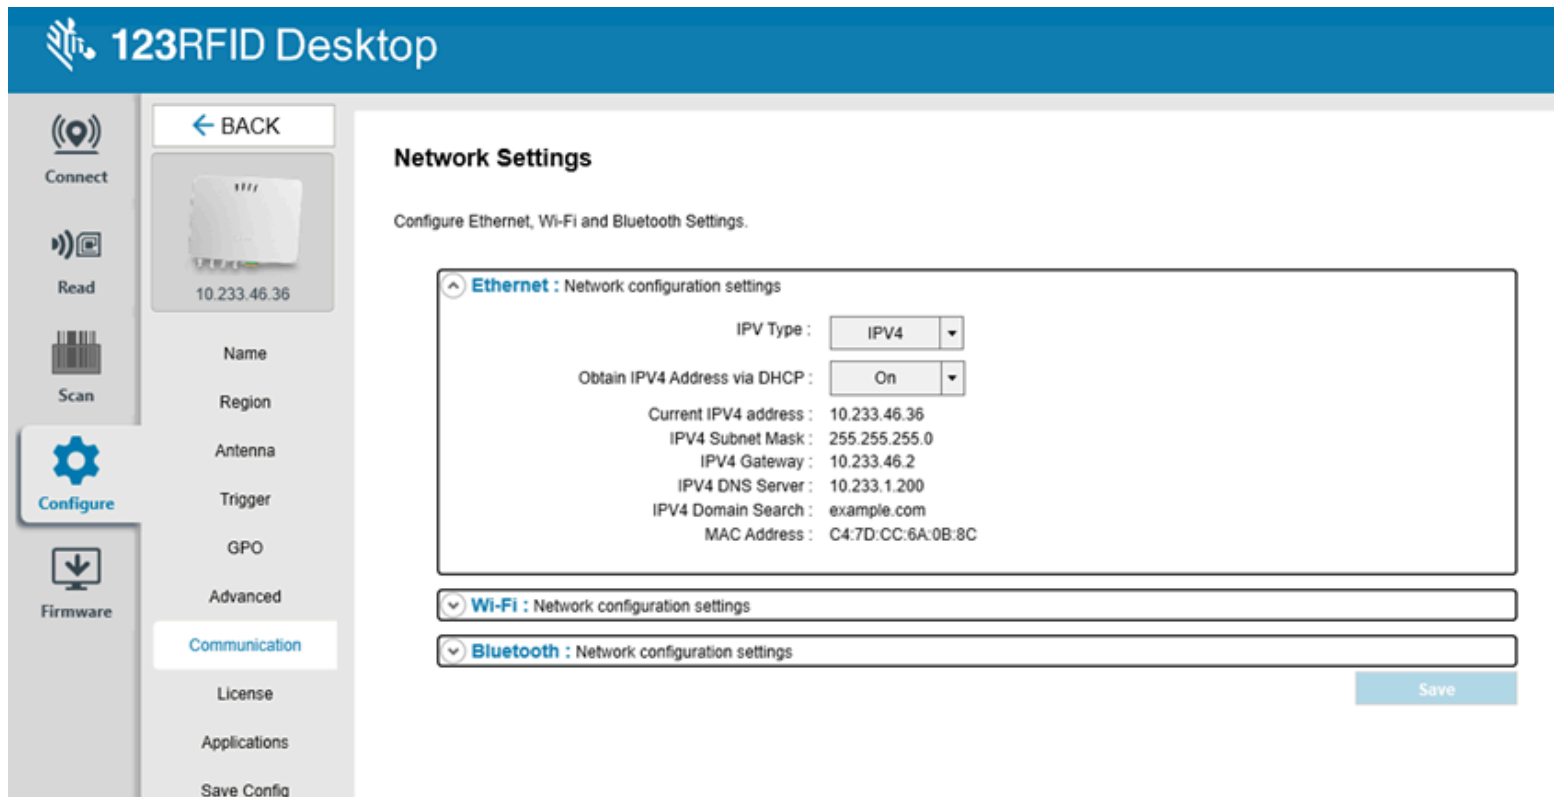 123RFID Desktop
Connect
Read
Scan
Configure
Firmware
← BACK
10.233.46.36
Name
Region
Antenna
Trigger
GPO
Advanced
Communication
License
Applications
Save Config
Network Settings
Configure Ethernet, Wi-Fi and Bluetooth Settings.
Ethernet : Network configuration settings
IPV Type : IPV4
Obtain IPV4 Address via DHCP : On
Current IPV4 address : 10.233.46.36
IPV4 Subnet Mask : 255.255.255.0
IPV4 Gateway : 10.233.46.2
IPV4 DNS Server : 10.233.1.200
IPV4 Domain Search : example.com
MAC Address : C4:7D:CC:6A:0B:8C
Wi-Fi : Network configuration settings
Bluetooth : Network configuration settings
Save